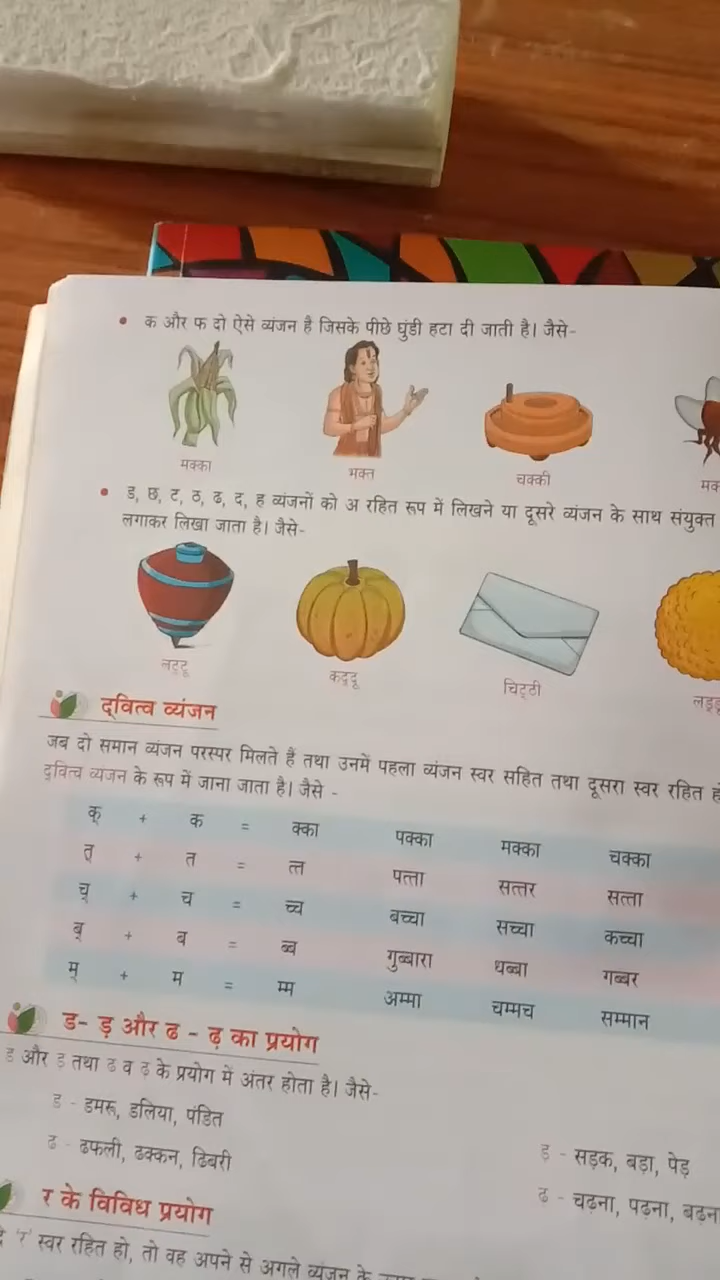 • क और फ दो ऐसे व्यंजन है जिसके पीछे घुंडी हटा दी जाती है। जैसे-
मक्का भक्त चक्की
• ड, छ, ट, ठ, ढ, द, ह व्यंजनों को अ रहित रूप में लिखने या दूसरे व्यंजन के साथ संयुक्त
लगाकर लिखा जाता है। जैसे-
लट्टू कद्दू चिट्ठी
द्वित्व व्यंजन
जब दो समान व्यंजन परस्पर मिलते हैं तथा उनमें पहला व्यंजन स्वर सहित तथा दूसरा स्वर रहित
द्वित्व व्यंजन के रूप में जाना जाता है। जैसे -
क् + क = क्का पक्का मक्का चक्का
त् + त = त्त पत्ता सत्तर सत्ता
च् + च = च्च बच्चा सच्चा कच्चा
ब् + ब = ब्ब गुब्बारा धब्बा गब्बर
म् + म = म्म अम्मा चम्मच सम्मान
ड- ड़ और ढ - ढ़ का प्रयोग
ड और ड़ तथा ढ व ढ़ के प्रयोग में अंतर होता है। जैसे-
ड - डमरू, डलिया, पंडित ड़ - सड़क, बड़ा, पेड़
ढ - ढफली, ढक्कन, ढिबरी ढ़ - चढ़ना, पढ़ना,
र के विविध प्रयोग
'र' स्वर रहित हो, तो वह अपने से अगले व्यंजन के